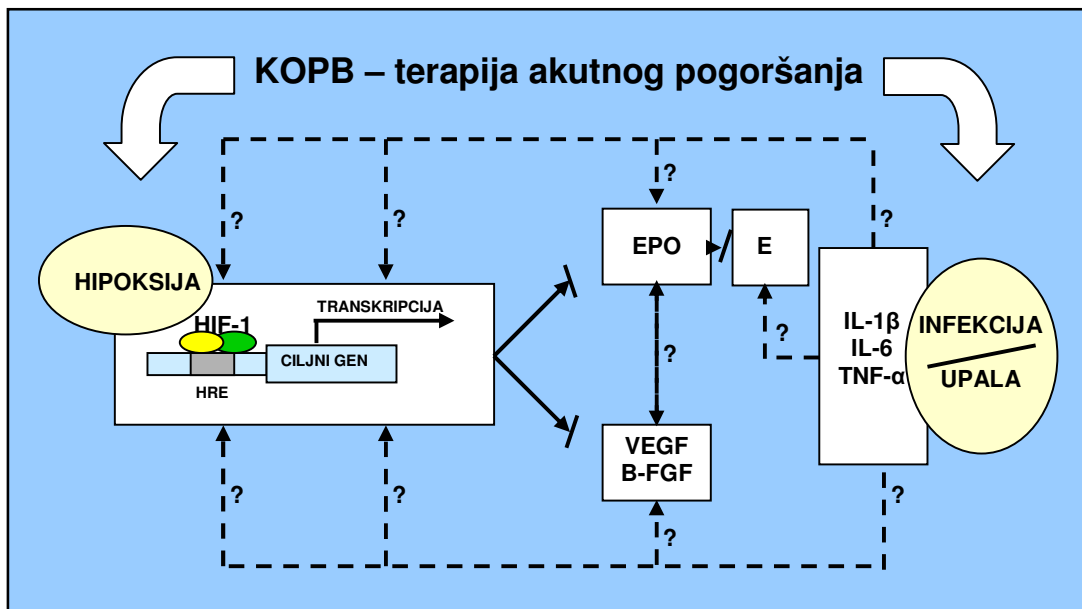 KOPB – terapija akutnog pogoršanja
?
?
?
?
HIPOKSIJA
EPO
E
TRANSKRIPCIJA
HIF-1
CILJNI GEN
HRE
?
?
IL-1β
IL-6
TNF-α
INFEKCIJA
UPALA
VEGF
B-FGF
?
?
?
?